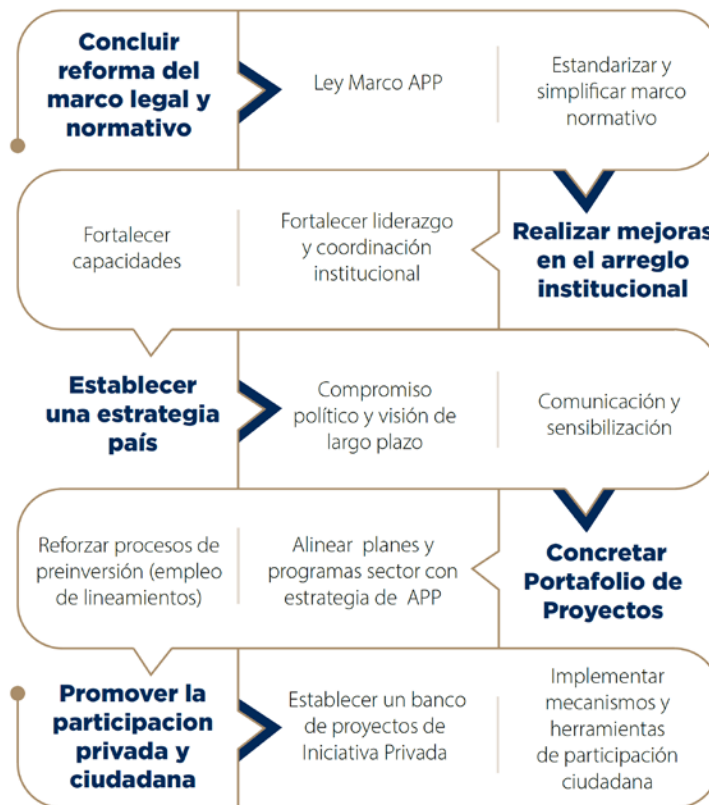 Concluir
reforma del
marco legal y
normativo
Ley Marco APP
Estandarizar y
simplificar marco
normativo
Realizar mejoras
en el arreglo
institucional
Fortalecer liderazgo
y coordinación
institucional
Fortalecer
capacidades
Establecer
una estrategia
país
Compromiso
político y visión de
largo plazo
Comunicación y
sensibilización
Concretar
Portafolio de
Proyectos
Alinear planes y
programas sector con
estrategia de APP
Reforzar procesos de
preinversión (empleo
de lineamientos)
Promover la
participacion
privada y
ciudadana
Establecer un banco
de proyectos de
Iniciativa Privada
Implementar
mecanismos y
herramientas
de participación
ciudadana